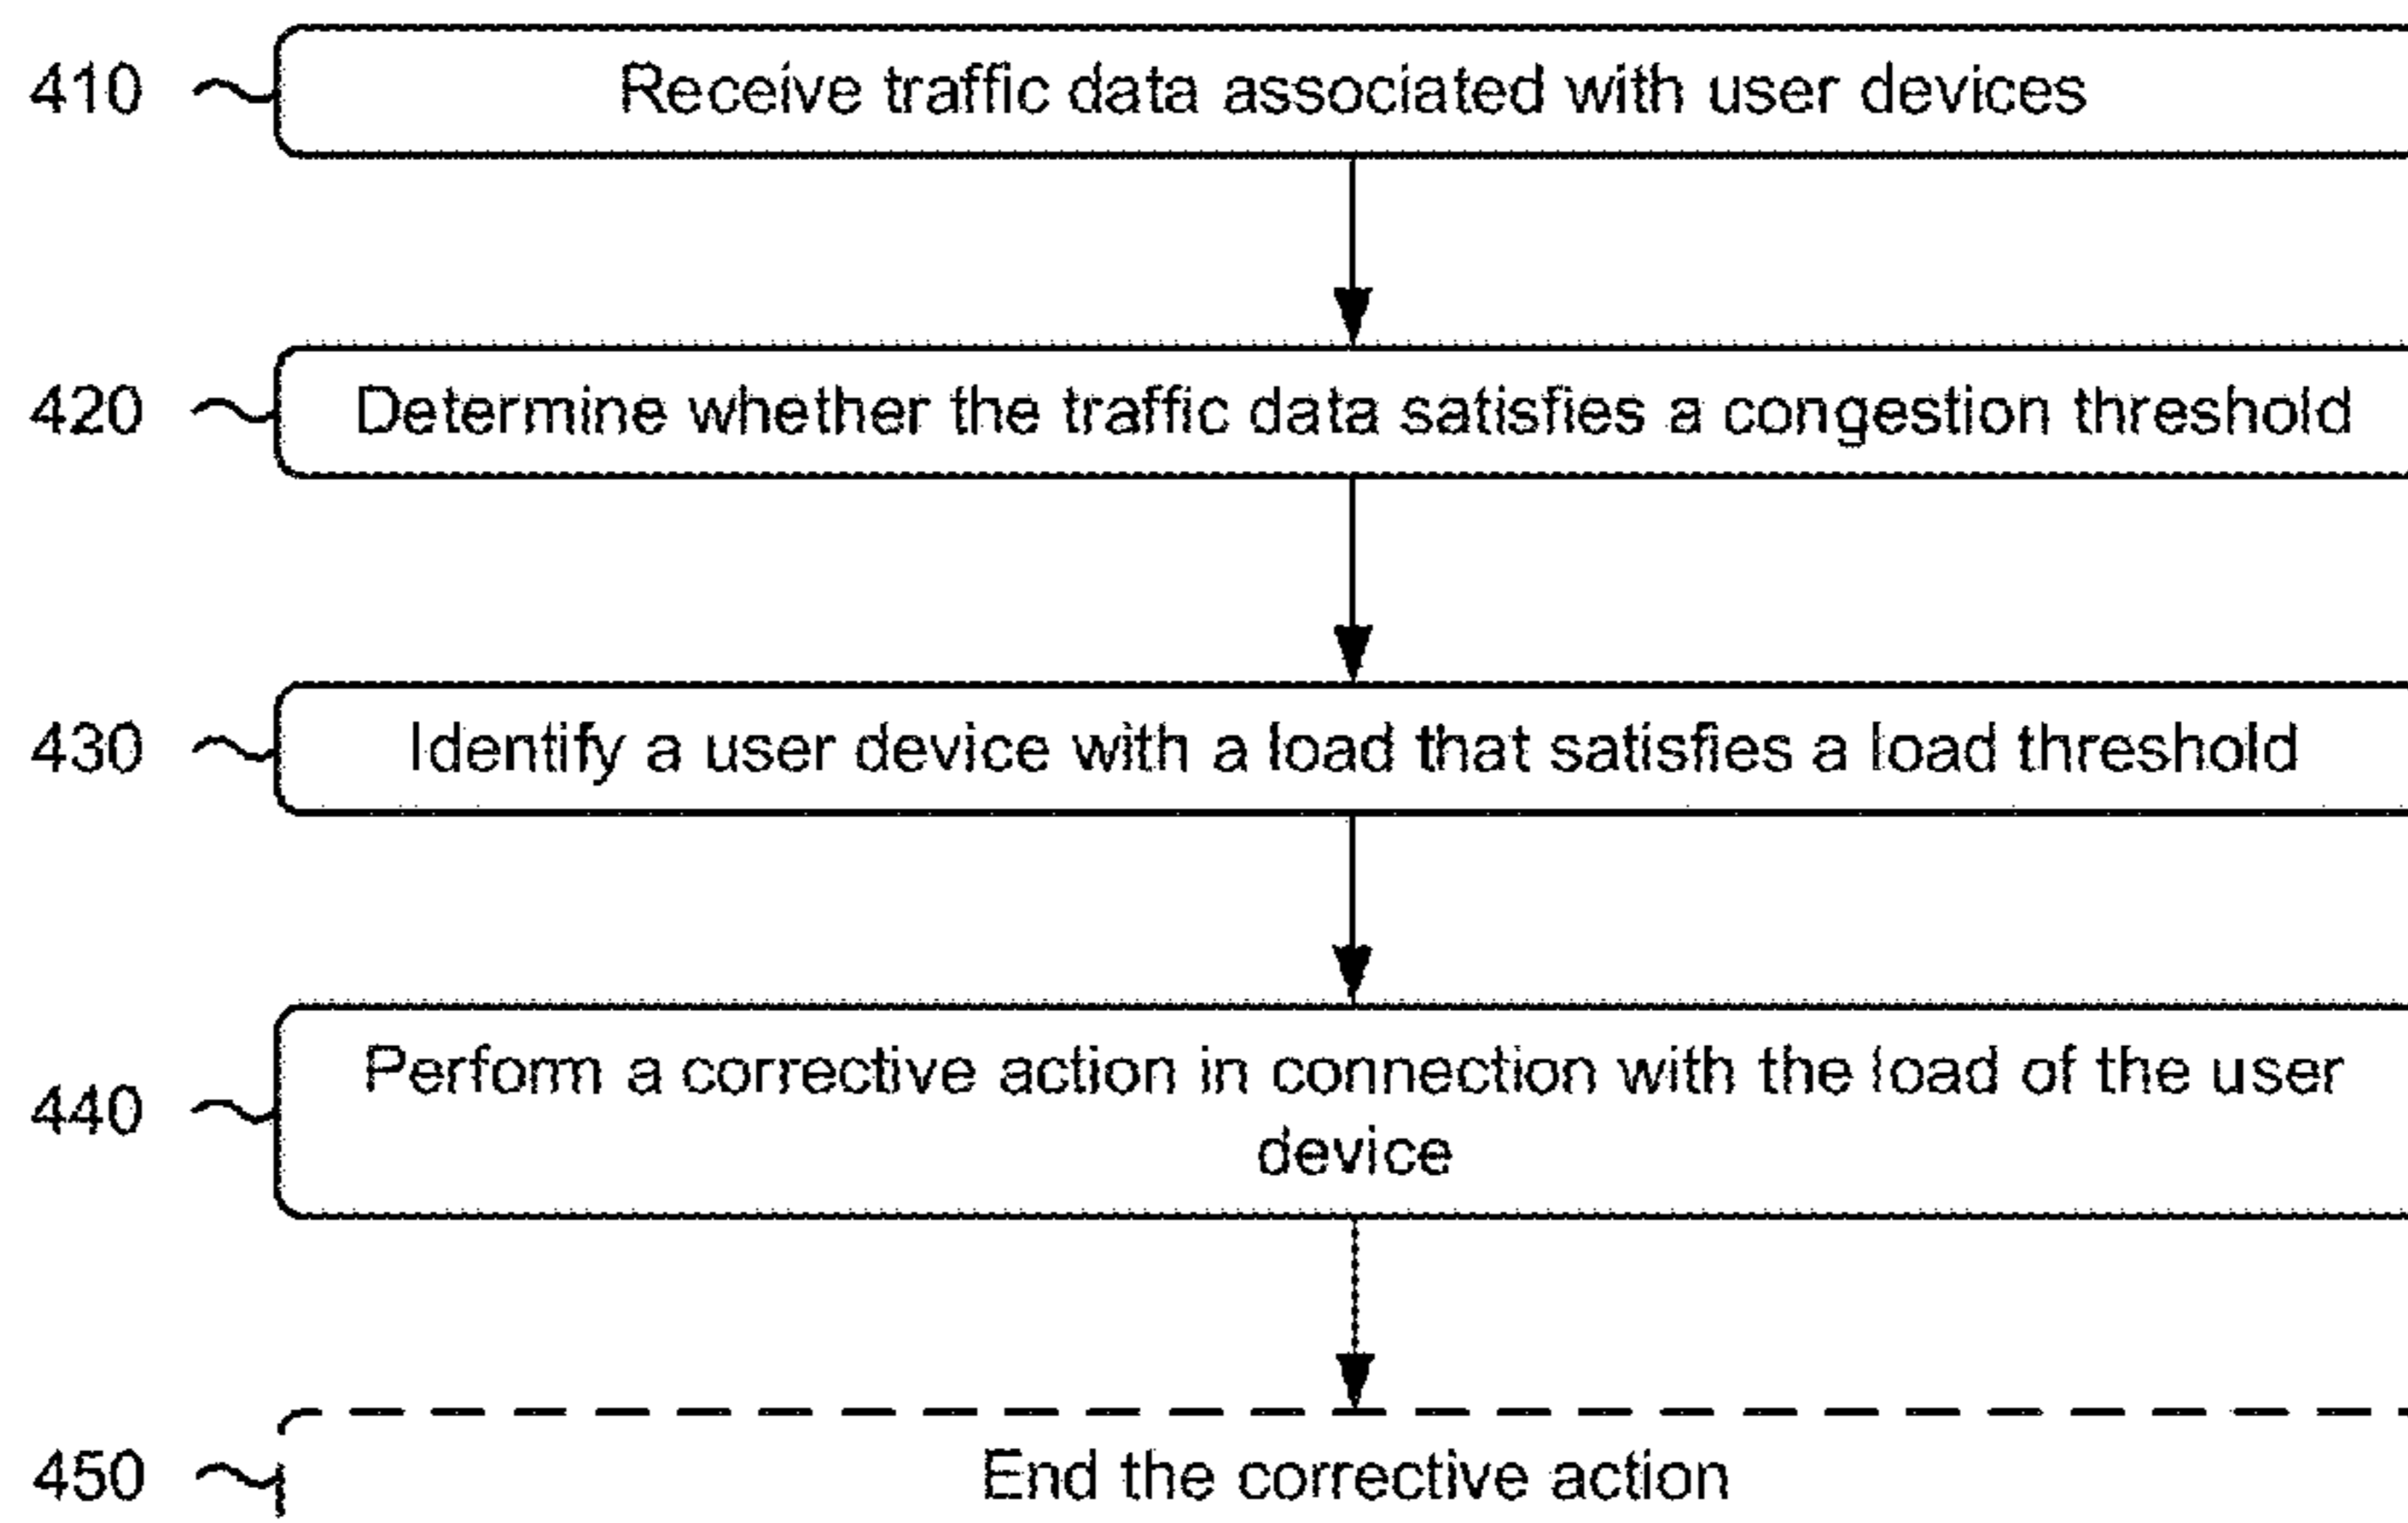 410 Receive traffic data associated with user devices
420 Determine whether the traffic data satisfies a congestion threshold
430 Identify a user device with a load that satisfies a load threshold
440 Perform a corrective action in connection with the load of the user
device
450 End the corrective action